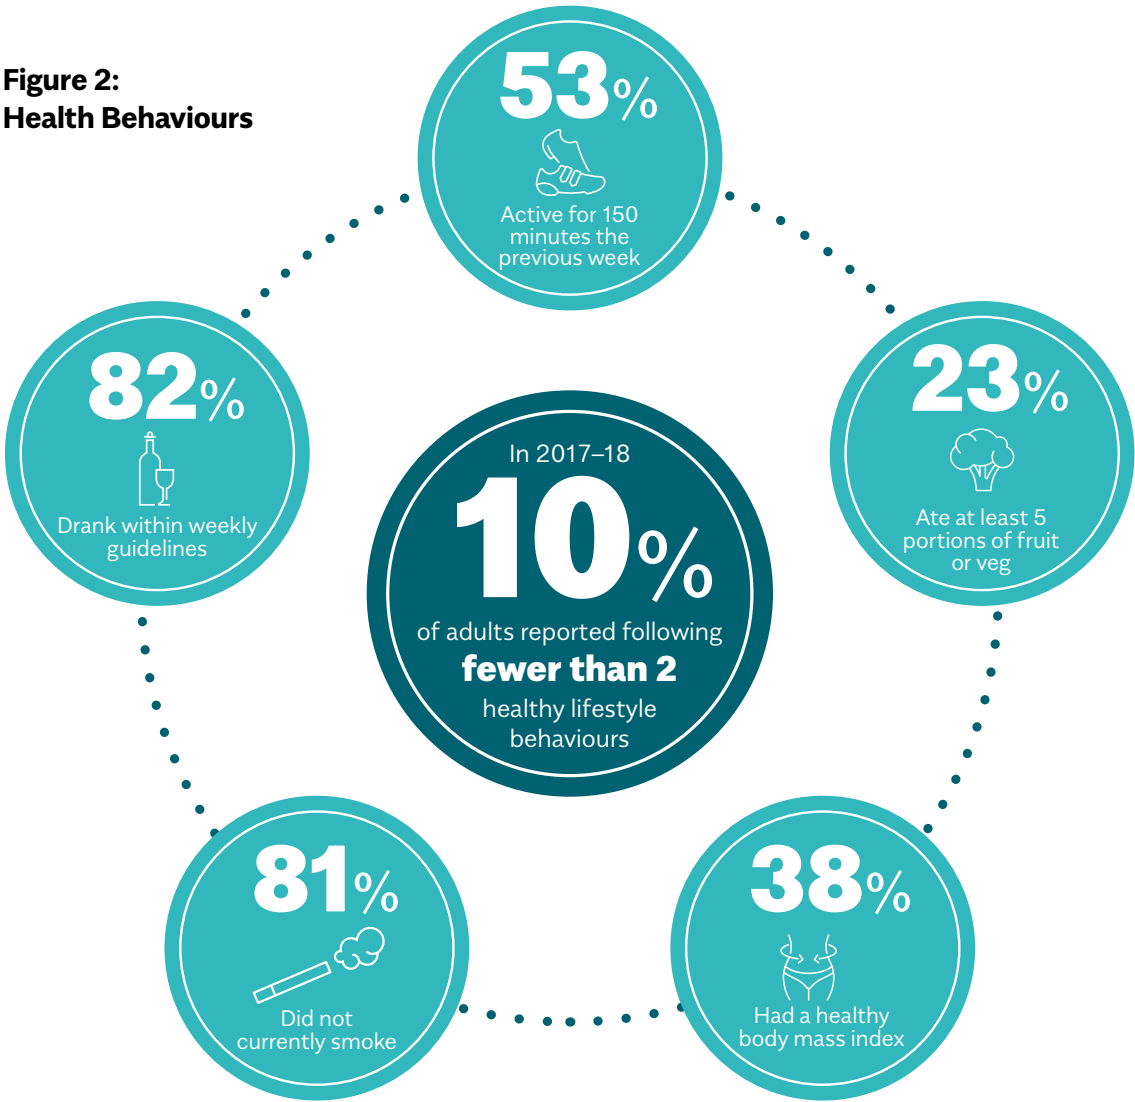 Figure 2:
Health Behaviours
53%
Active for 150
minutes the
previous week
82%
Drank within weekly
guidelines
23%
Ate at least 5
portions of fruit
or veg
In 2017–18
10%
of adults reported following
fewer than 2
healthy lifestyle
behaviours
81%
Did not
currently smoke
38%
Had a healthy
body mass index